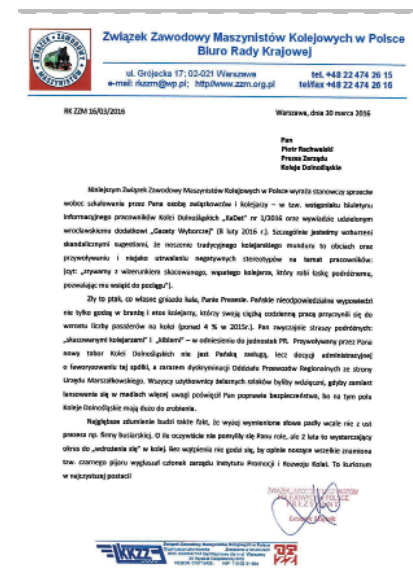 Związek Zawodowy Maszynistów Kolejowych w Polsce
Biuro Rady Krajowej
ul. Grójecka 17; 02-021 Warszawa
tel. +48 22 474 26 15
e-mail: rkzzm@wp.pl; http//www.zzm.org.pl
tel/fax +48 22 474 26 16
RK ZZM 16/03/2016
Warszawa, dnia 30 marca 2016
Pan
Piotr Rachwalski
Prezes Zarządu
Koleje Dolnośląskie
Niniejszym Związek Zawodowy Maszynistów Kolejowych w Polsce wyraża stanowczy sprzeciw
wobec szkalowania przez Pana osobę związkowców i kolejarzy – w tzw. wstępniaku biuletynu
informacyjnego pracowników Kolei Dolnośląskich „KaDet” nr 1/2016 oraz wywiadzie udzielonym
wrocławskiemu dodatkowi „Gazety Wyborczej” (8 luty 2016 r.). Szczególnie jesteśmy wzburzeni
skandalicznymi sugestiami, że noszenie tradycyjnego kolejarskiego munduru to obciach oraz
przywoływaniu i niejako utrwalaniu negatywnych stereotypów na temat pracowników:
[cyt: „zrywamy z wizerunkiem skacowanego, wąsatego kolejarza, który robi łaskę podróżnemu,
pozwalając mu wsiąść do pociągu”].
Zły to ptak, co własne gniazdo kala, Panie Prezesie. Pańskie nieodpowiedzialne wypowiedzi
nie tylko godzą w branżę i etos kolejarzy, którzy swoją ciężką codzienną pracą przyczynili się do
wzrostu liczby pasażerów na kolei (ponad 4 % w 2015r.). Pan zwyczajnie straszy podróżnych:
„skacowanymi kolejarzami” i „kiblami” – w odniesieniu do jednostek PR. Przywoływany przez Pana
nowy tabor Kolei Dolnośląskich nie jest Pańską zasługą, lecz decyzji administracyjnej
o faworyzowaniu tej spółki, a zarazem dyskryminacji Oddziału Przewozów Regionalnych ze strony
Urzędu Marszałkowskiego. Wszyscy użytkownicy żelaznych szlaków byliby wdzięczni, gdyby zamiast
lansowanie się w mediach więcej uwagi poświęcił Pan poprawie bezpieczeństwa, bo na tym polu
Koleje Dolnośląskie mają dużo do zrobienia.
Najgłębsze zdumienie budzi także fakt, że wyżej wymienione słowa padły wcale nie z ust
prezesa np. firmy busiarskiej. O ile oczywiście nie pomyliły się Panu role, ale 2 lata to wystarczający
okres do „wdrożenia się” w kolej. Bez wątpienia nie godzi się, by opinie noszące wszelkie znamiona
tzw. czarnego pijaru wygłaszał członek zarządu Instytutu Promocji i Rozwoju Kolei. To kuriozum
w najczystszej postaci!
PREZYDENT
KKZZ